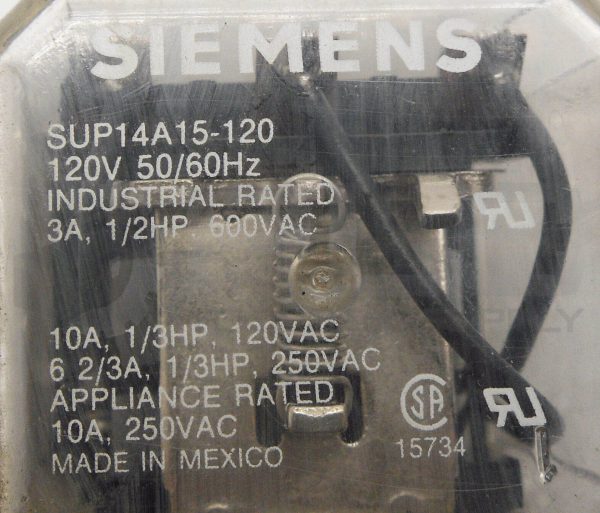 SIEMENS
SUP14A15-120
120V 50/60Hz
INDUSTRIAL RATED
3A, 1/2HP, 600VAC
10A, 1/3HP, 120VAC
6 2/3A, 1/3HP, 250VAC
APPLIANCE RATED
10A, 250VAC
MADE IN MEXICO
SA
15734